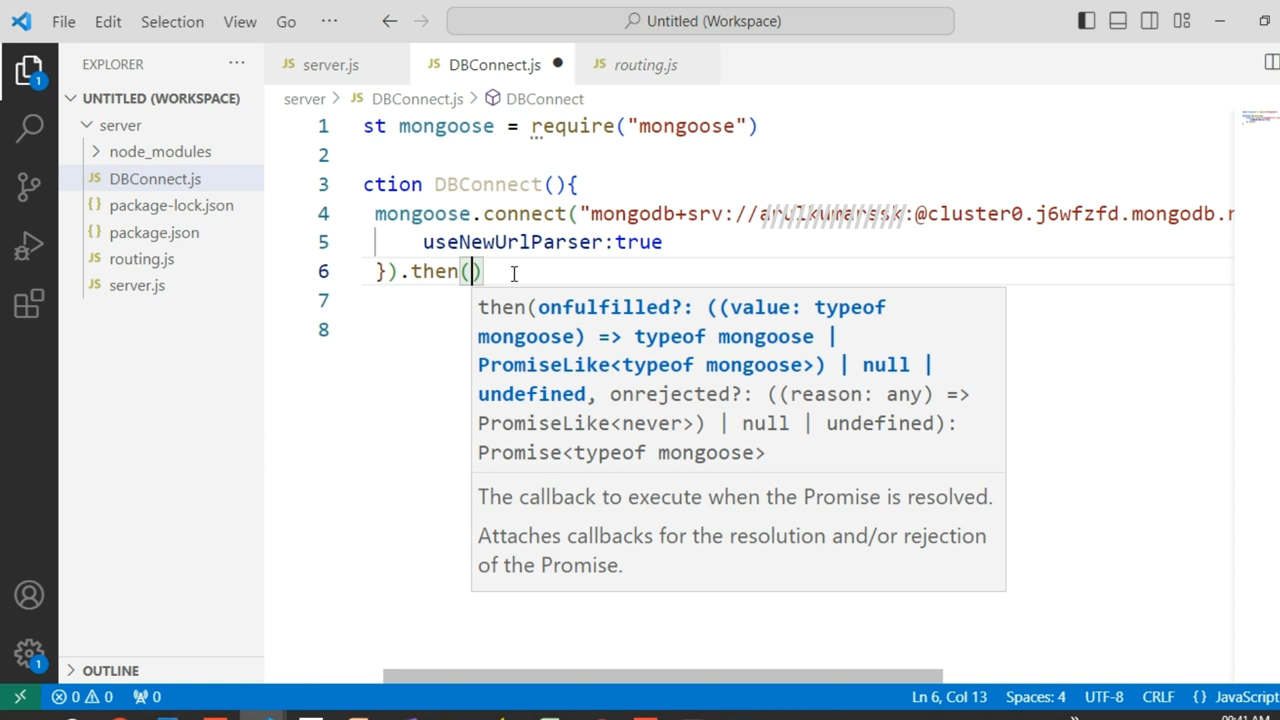 File Edit Selection View Go ··· Untitled (Workspace)
EXPLORER ···
server.js DBConnect.js routing.js
UNTITLED (WORKSPACE)
server
node_modules
DBConnect.js
package-lock.json
package.json
routing.js
server.js
server > DBConnect.js > DBConnect
1 st mongoose = require("mongoose")
2
3 ction DBConnect(){
4 mongoose.connect("mongodb+srv://:@cluster0.j6wfzfd.mongodb.n
5 useNewUrlParser:true
6 }).then()
7
8
then(onfulfilled?: ((value: typeof
mongoose) => typeof mongoose |
PromiseLike<typeof mongoose>) | null |
undefined, onrejected?: ((reason: any) =>
PromiseLike<never>) | null | undefined):
Promise<typeof mongoose>
The callback to execute when the Promise is resolved.
Attaches callbacks for the resolution and/or rejection
of the Promise.
1
OUTLINE
1
0 0 0 Ln 6, Col 13 Spaces: 4 UTF-8 CRLF {} JavaScript